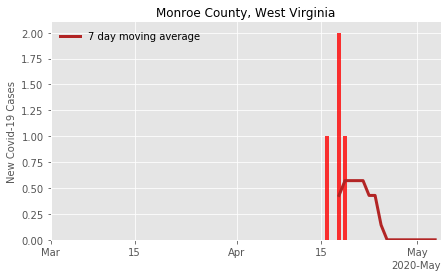 Monroe County, West Virginia
7 day moving average
New Covid-19 Cases
2.00
1.75
1.50
1.25
1.00
0.75
0.50
0.25
0.00
Mar
15
Apr
15
May
2020-May